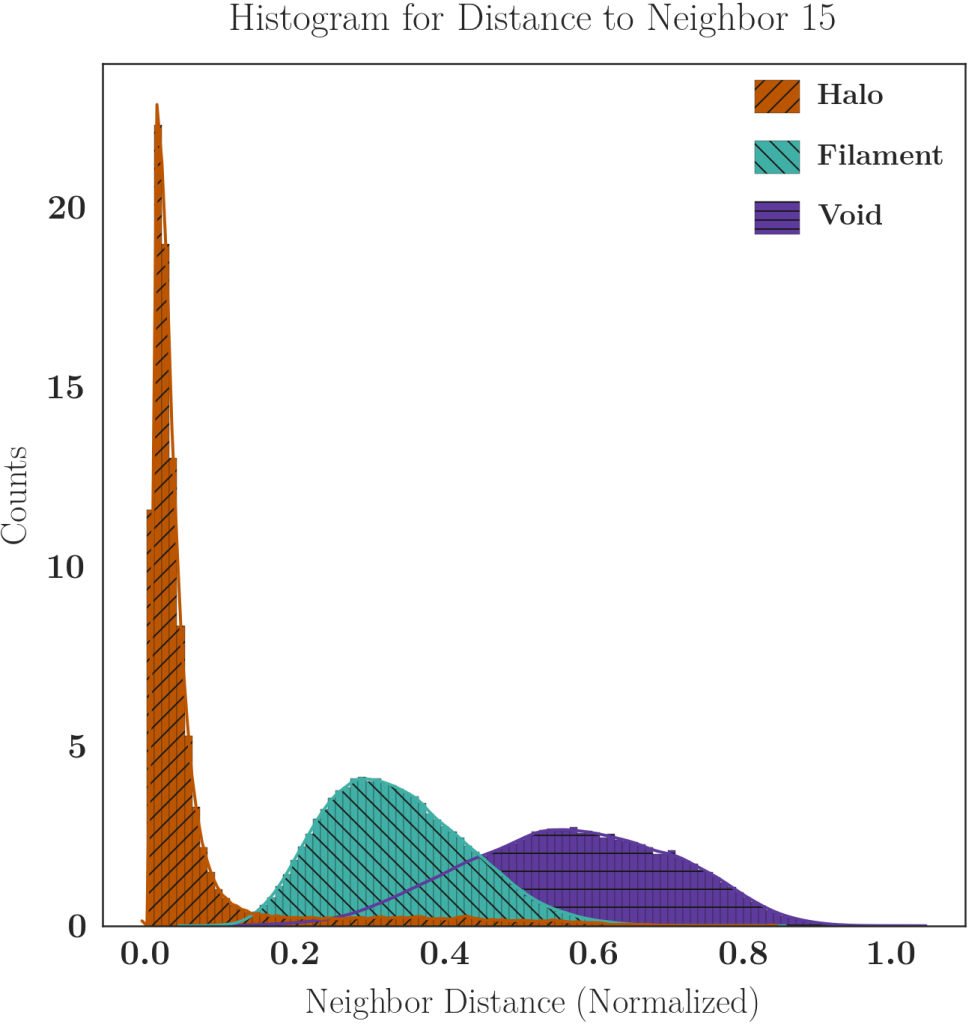 Histogram for Distance to Neighbor 15
Halo
Filament
Void
Counts
20
15
10
5
0
0.0 0.2 0.4 0.6 0.8 1.0
Neighbor Distance (Normalized)